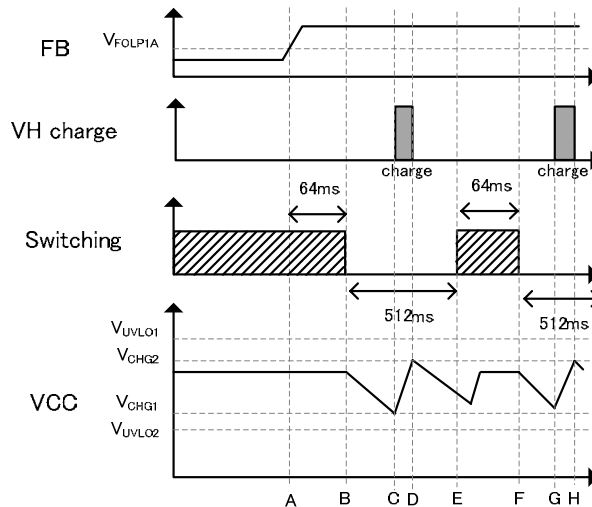 FB
VFOLP1A
VH charge
charge
charge
64ms
64ms
Switching
512ms
512ms
VUVLO1
VCHG2
VCC
VCHG1
VUVLO2
A B C D E F G H